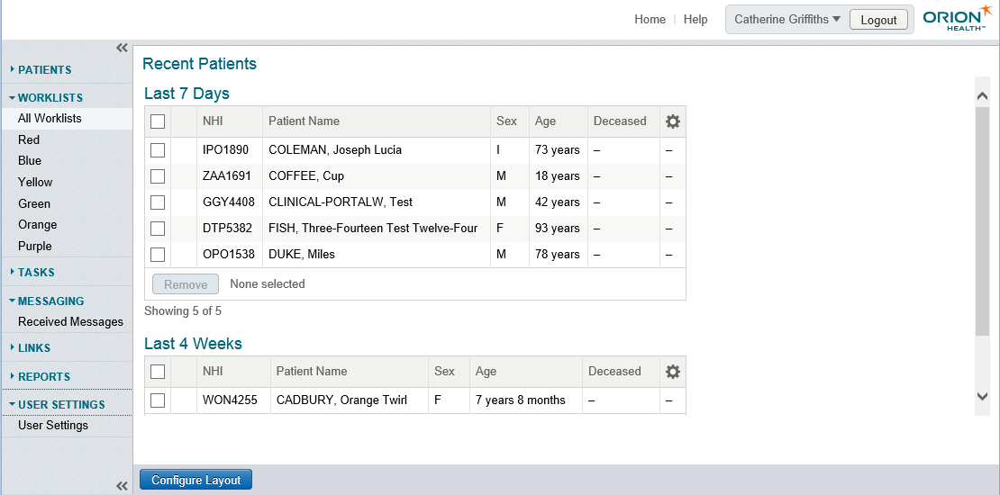 Home | Help Catherine Griffiths Logout ORION HEALTH™
PATIENTS
WORKLISTS
All Worklists
Red
Blue
Yellow
Green
Orange
Purple
TASKS
MESSAGING
Received Messages
LINKS
REPORTS
USER SETTINGS
User Settings
Recent Patients
Last 7 Days
NHI Patient Name Sex Age Deceased
IPO1890 COLEMAN, Joseph Lucia I 73 years – –
ZAA1691 COFFEE, Cup M 18 years – –
GGY4408 CLINICAL-PORTALW, Test M 42 years – –
DTP5382 FISH, Three-Fourteen Test Twelve-Four F 93 years – –
OPO1538 DUKE, Miles M 78 years – –
Remove None selected
Showing 5 of 5
Last 4 Weeks
NHI Patient Name Sex Age Deceased
WON4255 CADBURY, Orange Twirl F 7 years 8 months – –
Configure Layout